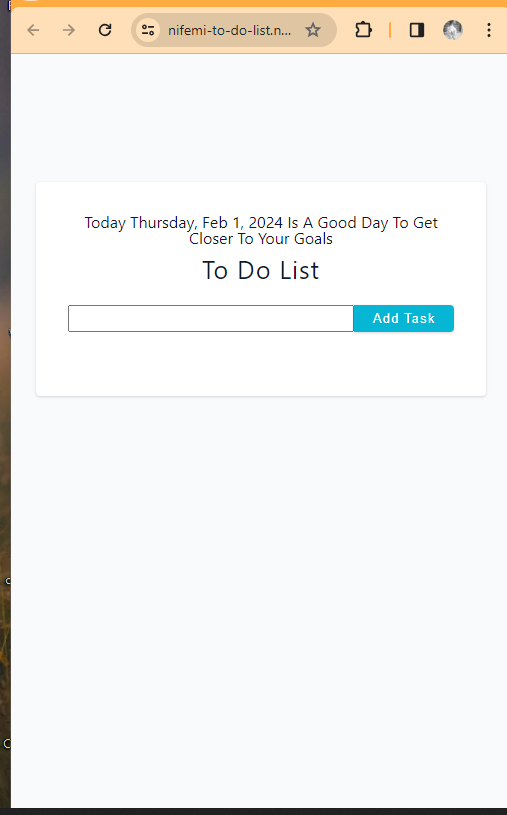 nifemi-to-do-list.n...
Today Thursday, Feb 1, 2024 Is A Good Day To Get
Closer To Your Goals
To Do List
Add Task